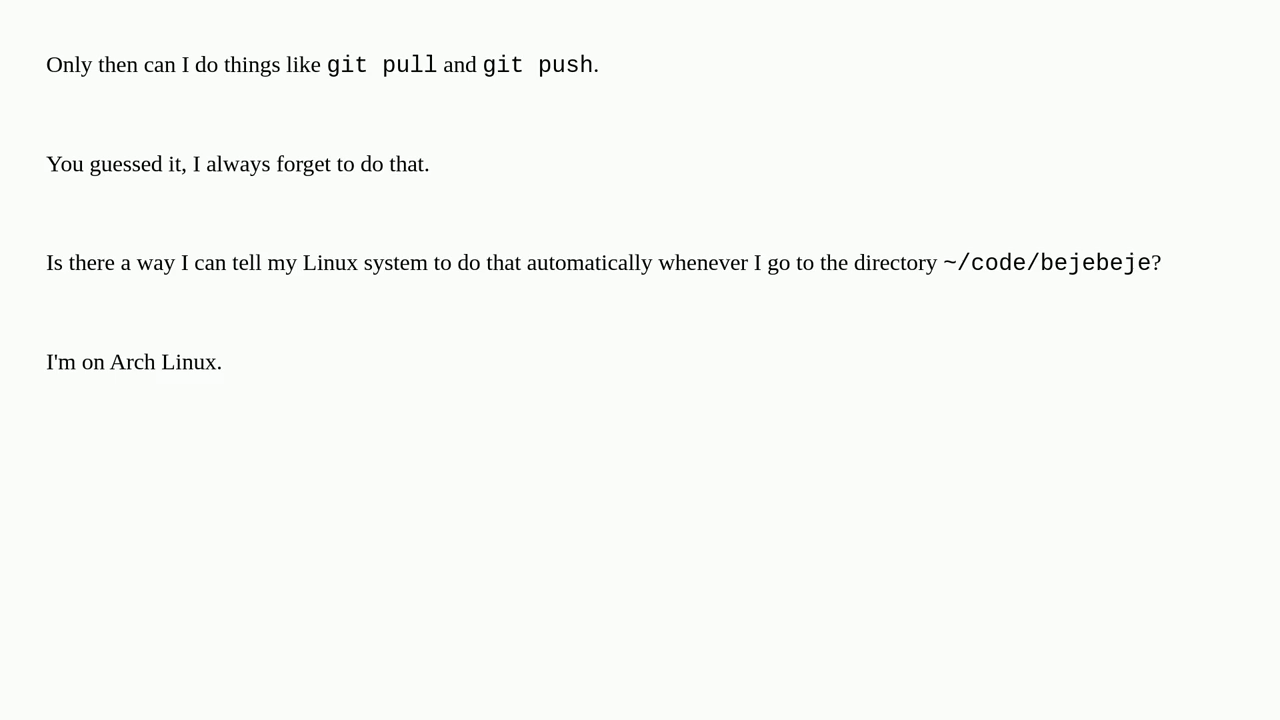 Only then can I do things like git pull and git push.
You guessed it, I always forget to do that.
Is there a way I can tell my Linux system to do that automatically whenever I go to the directory ~/code/bejebeje?
I'm on Arch Linux.